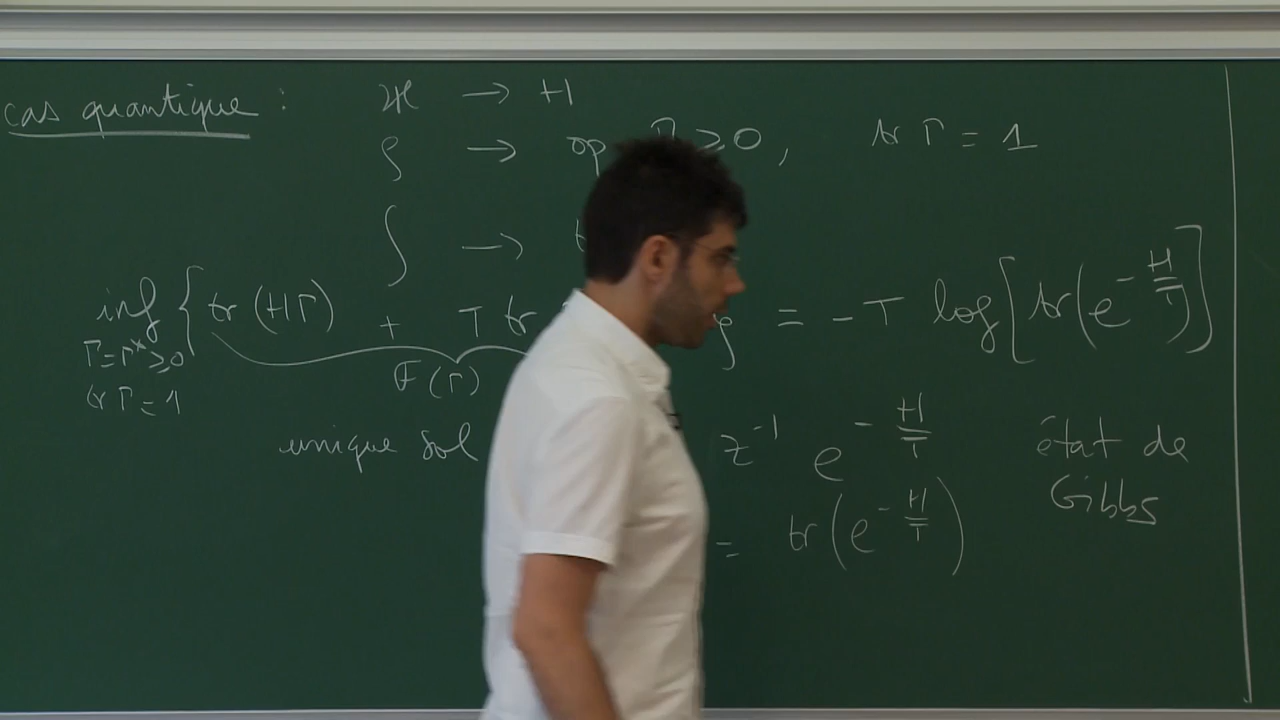 cas quantique : ℋ → H
ρ → op Γ ≥ 0, tr Γ = 1
∫ →
inf { tr (HΓ) + T tr } = -T log[tr(e^{-H/T})]
Γ=Γ* ≥0
tr Γ = 1
F(Γ)
unique sol z^{-1} e^{-H/T} état de
Gibbs
= tr(e^{-H/T})